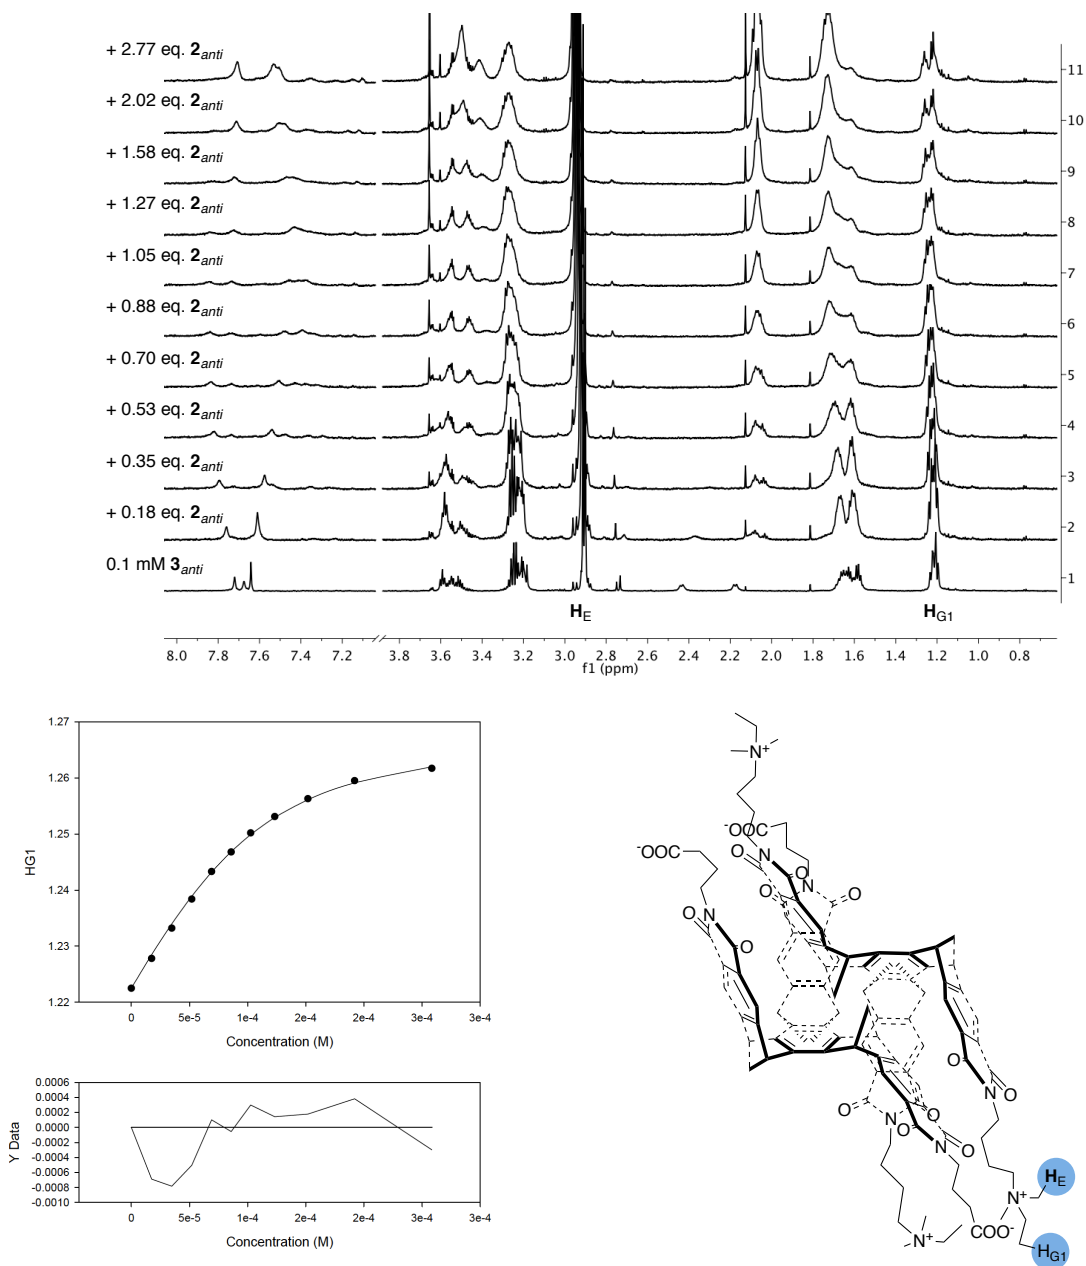 + 2.77 eq. 2anti
11
+ 2.02 eq. 2anti
10
+ 1.58 eq. 2anti
9
+ 1.27 eq. 2anti
8
+ 1.05 eq. 2anti
7
+ 0.88 eq. 2anti
6
+ 0.70 eq. 2anti
5
+ 0.53 eq. 2anti
4
+ 0.35 eq. 2anti
3
+ 0.18 eq. 2anti
2
0.1 mM 3anti
1
HE HG1
8.0 7.6 7.2 3.8 3.6 3.4 3.2 3.0 2.8 2.6 2.4 2.2 2.0 1.8 1.6 1.4 1.2 1.0 0.8
f1 (ppm)
1.27
1.26
1.25
1.24
1.23
1.22
HG1
0 5e-5 1e-4 2e-4 2e-4 3e-4 3e-4
Concentration (M)
0.0006
0.0004
0.0002
0.0000
-0.0002
-0.0004
-0.0006
-0.0008
-0.0010
Y Data
0 5e-5 1e-4 2e-4 2e-4 3e-4 3e-4
Concentration (M)
N+
-OOC
-OOC
O N O N
O O
O N
O
O
O
N O
O O
N O O
N
N+
HE
COO-
N+
HG1